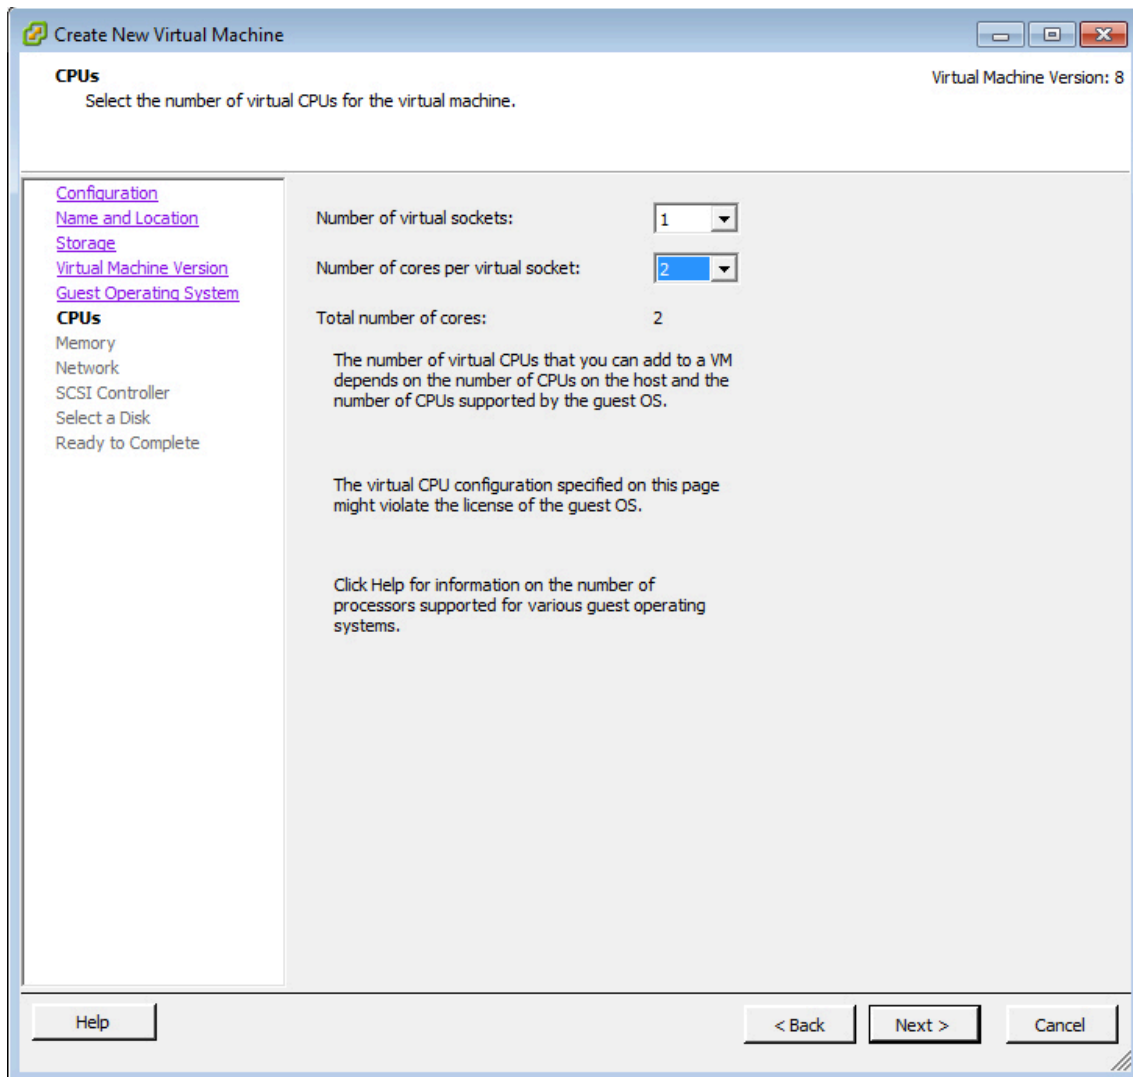 Create New Virtual Machine
CPUs
Select the number of virtual CPUs for the virtual machine.
Virtual Machine Version: 8
Configuration
Name and Location
Storage
Virtual Machine Version
Guest Operating System
CPUs
Memory
Network
SCSI Controller
Select a Disk
Ready to Complete
Number of virtual sockets: 1
Number of cores per virtual socket: 2
Total number of cores: 2
The number of virtual CPUs that you can add to a VM
depends on the number of CPUs on the host and the
number of CPUs supported by the guest OS.
The virtual CPU configuration specified on this page
might violate the license of the guest OS.
Click Help for information on the number of
processors supported for various guest operating
systems.
Help
< Back
Next >
Cancel